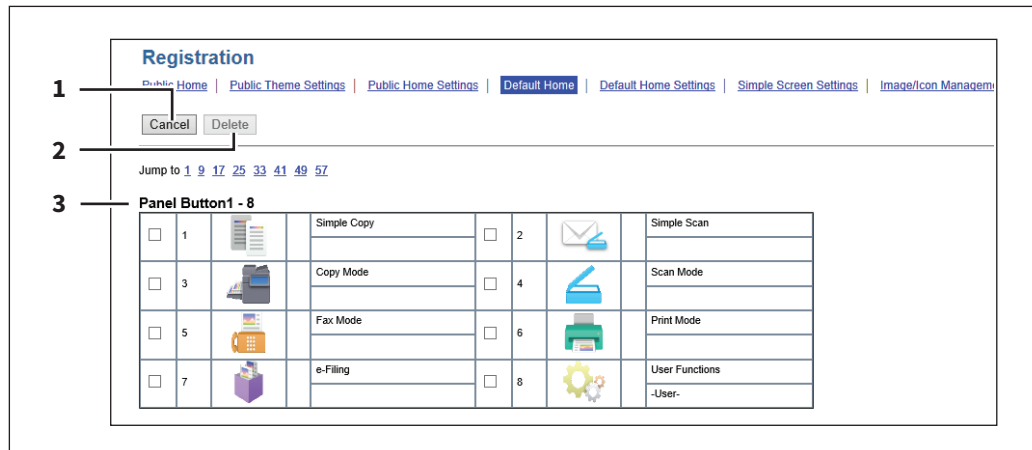 Registration
Public Home | Public Theme Settings | Public Home Settings | Default Home | Default Home Settings | Simple Screen Settings | Image/Icon Manageme
1
Cancel Delete
2
Jump to 1 9 17 25 33 41 49 57
3
Panel Button1 - 8
1 Simple Copy 2 Simple Scan
3 Copy Mode 4 Scan Mode
5 Fax Mode 6 Print Mode
7 e-Filing 8 User Functions
-User-